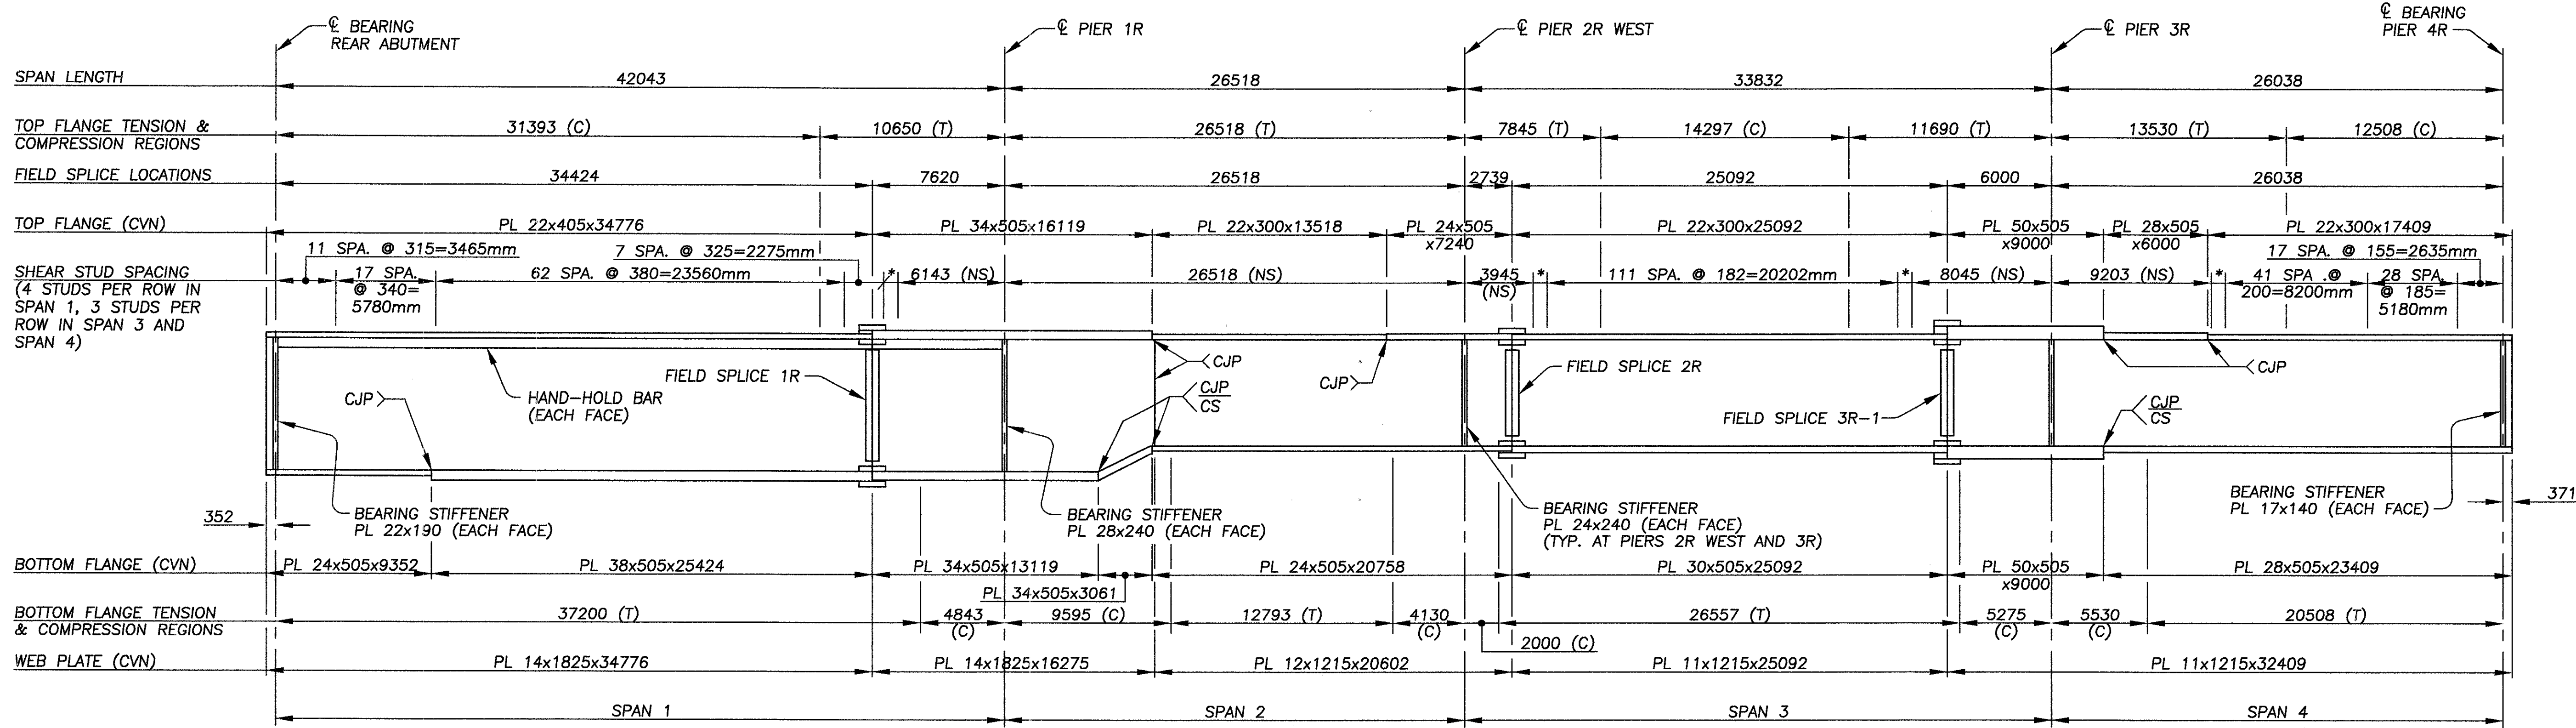 ℄ BEARING
REAR ABUTMENT
℄ PIER 1R
℄ PIER 2R WEST
℄ PIER 3R
℄ BEARING
PIER 4R
SPAN LENGTH
42043
26518
33832
26038
TOP FLANGE TENSION &
COMPRESSION REGIONS
31393 (C)
10650 (T)
26518 (T)
7845 (T)
14297 (C)
11690 (T)
13530 (T)
12508 (C)
FIELD SPLICE LOCATIONS
34424
7620
26518
2739
25092
6000
26038
TOP FLANGE (CVN)
PL 22x405x34776
PL 34x505x16119
PL 22x300x13518
PL 24x505
x7240
PL 22x300x25092
PL 50x505
x9000
PL 28x505
x6000
PL 22x300x17409
SHEAR STUD SPACING
(4 STUDS PER ROW IN
SPAN 1, 3 STUDS PER
ROW IN SPAN 3 AND
SPAN 4)
11 SPA. @ 315=3465mm
17 SPA.
@ 340=
5780mm
62 SPA. @ 380=23560mm
7 SPA. @ 325=2275mm
*
6143 (NS)
26518 (NS)
3945
(NS)
*
111 SPA. @ 182=20202mm
*
8045 (NS)
9203 (NS)
*
41 SPA .@
200=8200mm
28 SPA.
@ 185=
5180mm
17 SPA. @ 155=2635mm
CJP
HAND-HOLD BAR
(EACH FACE)
FIELD SPLICE 1R
CJP
CJP
CS
CJP
FIELD SPLICE 2R
FIELD SPLICE 3R-1
CJP
CJP
CS
352
BEARING STIFFENER
PL 22x190 (EACH FACE)
BEARING STIFFENER
PL 28x240 (EACH FACE)
BEARING STIFFENER
PL 24x240 (EACH FACE)
(TYP. AT PIERS 2R WEST AND 3R)
BEARING STIFFENER
PL 17x140 (EACH FACE)
371
BOTTOM FLANGE (CVN)
PL 24x505x9352
PL 38x505x25424
PL 34x505x13119
PL 34x505x3061
PL 24x505x20758
PL 30x505x25092
PL 50x505
x9000
PL 28x505x23409
BOTTOM FLANGE TENSION
& COMPRESSION REGIONS
37200 (T)
4843
(C)
9595 (C)
12793 (T)
4130
(C)
2000 (C)
26557 (T)
5275
(C)
5530
(C)
20508 (T)
WEB PLATE (CVN)
PL 14x1825x34776
PL 14x1825x16275
PL 12x1215x20602
PL 11x1215x25092
PL 11x1215x32409
SPAN 1
SPAN 2
SPAN 3
SPAN 4